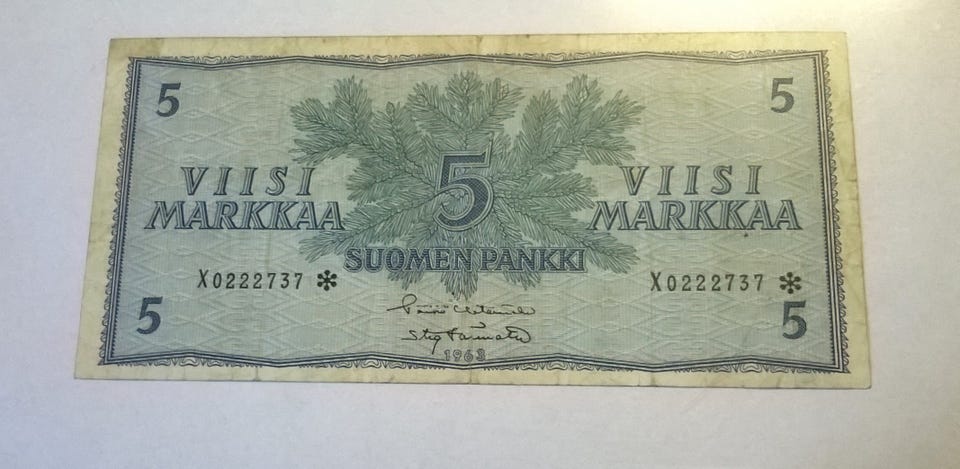 5 5
VIISI VIISI
MARKKAA 5 MARKKAA
SUOMEN PANKKI
X0222737 * X0222737 *
5 5
1963